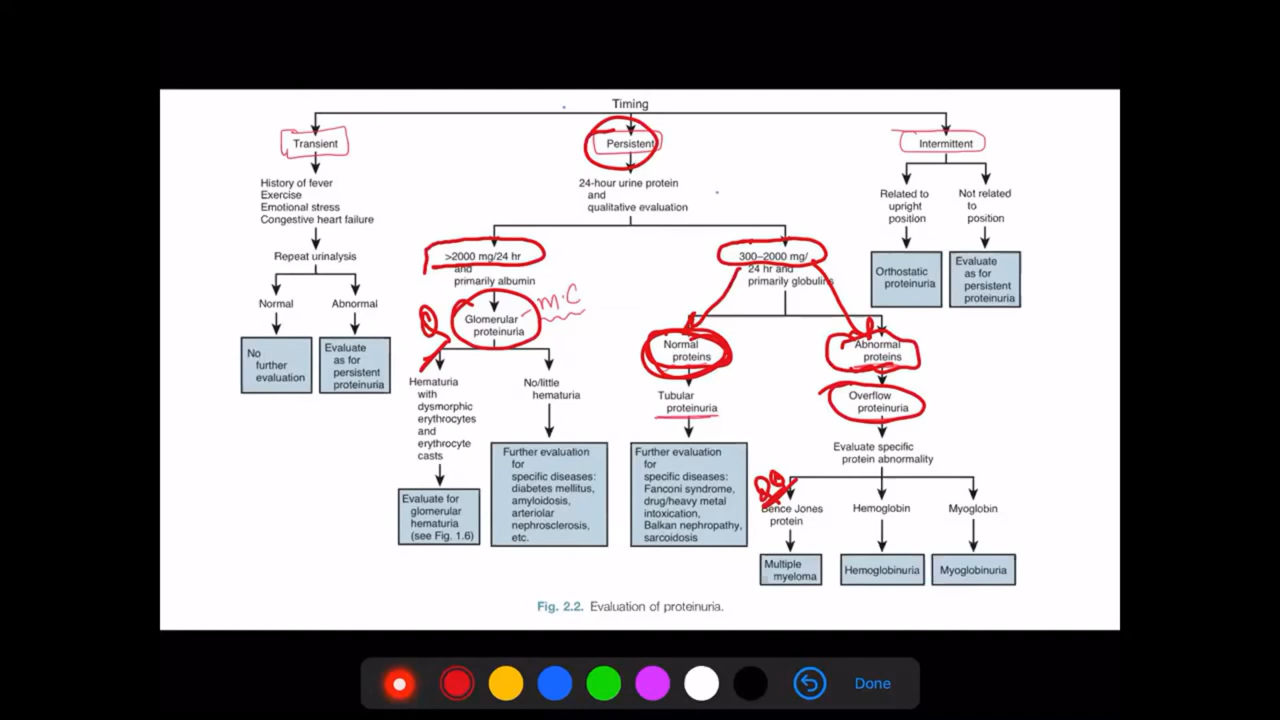 Timing
Transient
Persistent
Intermittent
History of fever
Exercise
Emotional stress
Congestive heart failure
24-hour urine protein
and
qualitative evaluation
Related to
upright
position
Not related
to
position
Repeat urinalysis
>2000 mg/24 hr
and
primarily albumin
300–2000 mg/
24 hr and
primarily globulins
Orthostatic
proteinuria
Evaluate
as for
persistent
proteinuria
Normal
Abnormal
Glomerular
proteinuria
M.C
No
further
evaluation
Evaluate
as for
persistent
proteinuria
Normal
proteins
Abnormal
proteins
Hematuria
with
dysmorphic
erythrocytes
and
erythrocyte
casts
No/little
hematuria
Tubular
proteinuria
Overflow
proteinuria
Evaluate for
glomerular
hematuria
(see Fig. 1.6)
Further evaluation
for
specific diseases:
diabetes mellitus,
amyloidosis,
arteriolar
nephrosclerosis,
etc.
Further evaluation
for
specific diseases:
Fanconi syndrome,
drug/heavy metal
intoxication,
Balkan nephropathy,
sarcoidosis
Evaluate specific
protein abnormality
Bence Jones
protein
Hemoglobin
Myoglobin
Multiple
myeloma
Hemoglobinuria
Myoglobinuria
Fig. 2.2. Evaluation of proteinuria.
Done